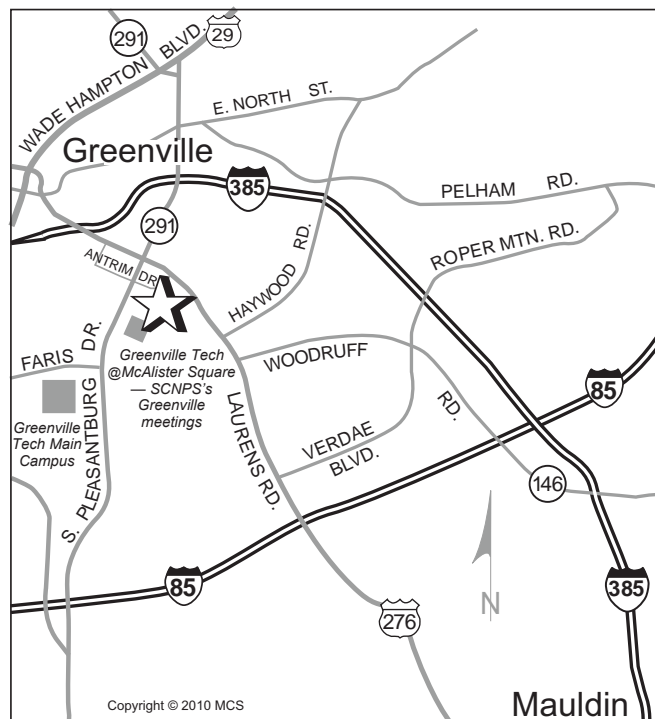 291
29
WADE HAMPTON BLVD.
E. NORTH ST.
Greenville
385
PELHAM RD.
291
ROPER MTN. RD.
ANTRIM DR.
HAYWOOD RD.
FARIS DR.
Greenville Tech
@McAlister Square
— SCNPS's
Greenville
meetings
WOODRUFF RD.
85
Greenville
Tech Main
Campus
S. PLEASANTBURG
LAURENS RD.
VERDAE
BLVD.
146
85
N
385
276
Copyright © 2010 MCS
Mauldin